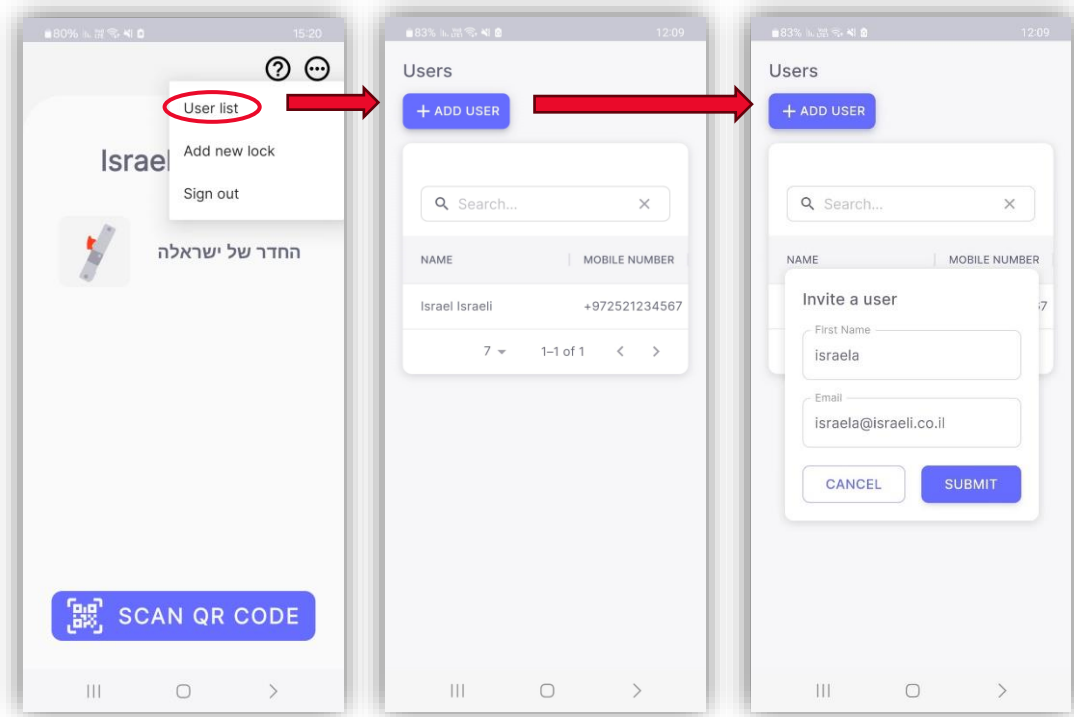 80%
15:20
User list
Add new lock
Sign out
Israel
החדר של ישראלה
SCAN QR CODE
83%
12:09
Users
+ ADD USER
Search...
NAME
MOBILE NUMBER
Israel Israeli
+972521234567
7
1–1 of 1
83%
12:09
Users
+ ADD USER
Search...
NAME
MOBILE NUMBER
37
Invite a user
First Name
israela
Email
israela@israeli.co.il
CANCEL
SUBMIT